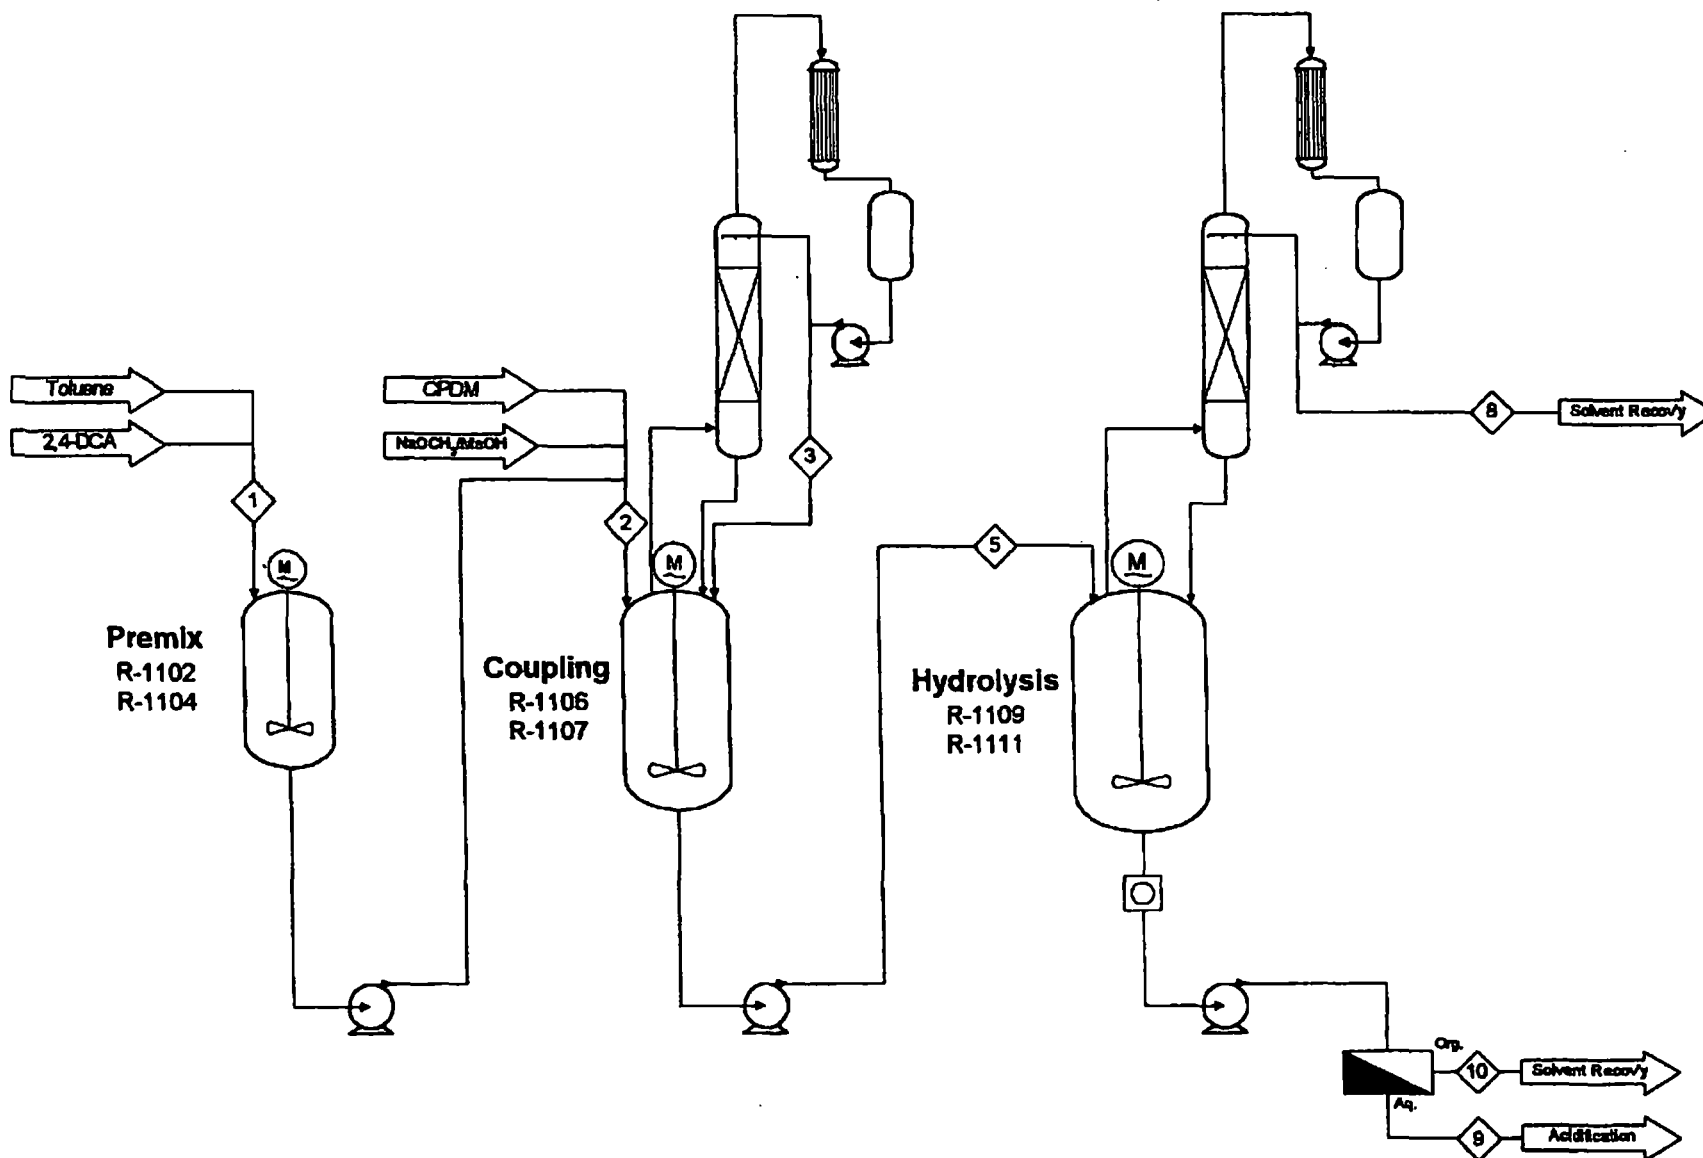 Toluene
2,4-DCA
1
M
Premix
R-1102
R-1104
CPDM
NaOCH3/MeOH
2
3
M
Coupling
R-1106
R-1107
5
M
Hydrolysis
R-1109
R-1111
8
Solvent Recov'y
Org.
10
Solvent Recov'y
Aq.
9
Acidification